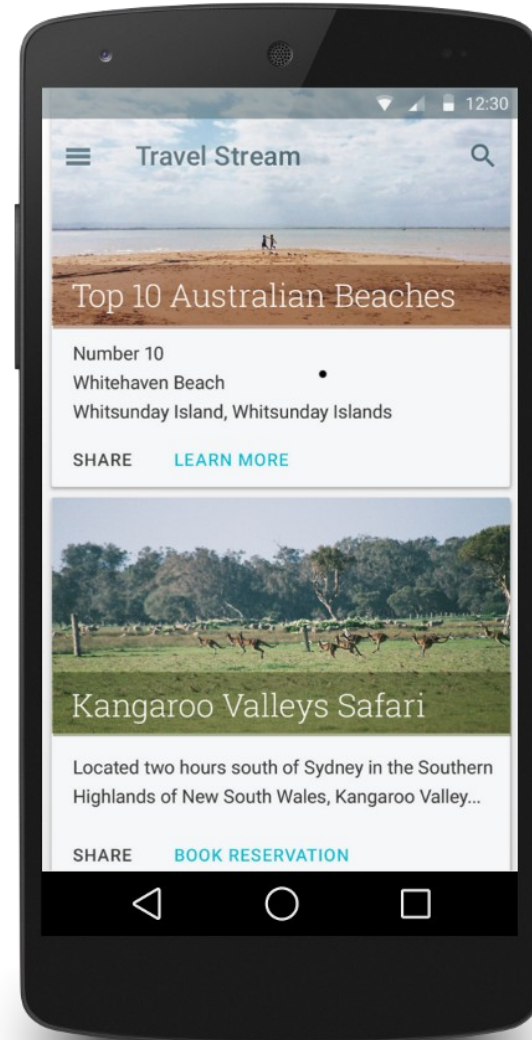 12:30
Travel Stream
Top 10 Australian Beaches
Number 10
Whitehaven Beach
Whitsunday Island, Whitsunday Islands
SHARE LEARN MORE
Kangaroo Valleys Safari
Located two hours south of Sydney in the Southern
Highlands of New South Wales, Kangaroo Valley...
SHARE BOOK RESERVATION